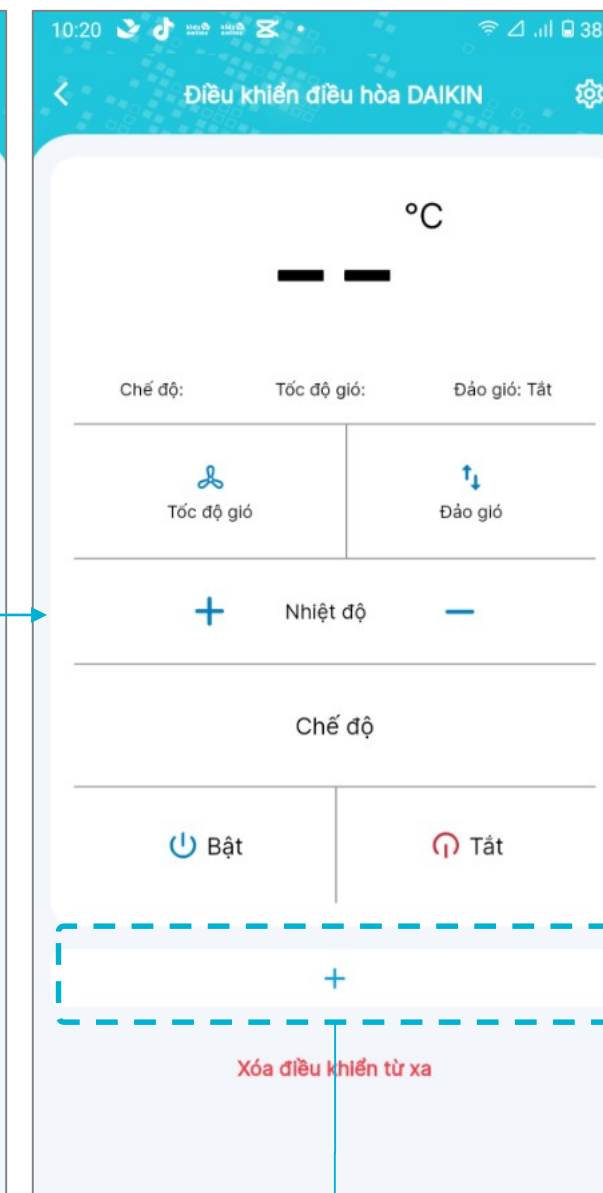 10:20 38
Điều khiển điều hòa DAIKIN
°C
Chế độ: Tốc độ gió: Đảo gió: Tắt
Tốc độ gió Đảo gió
+ Nhiệt độ −
Chế độ
Bật Tắt
+
Xóa điều khiển từ xa